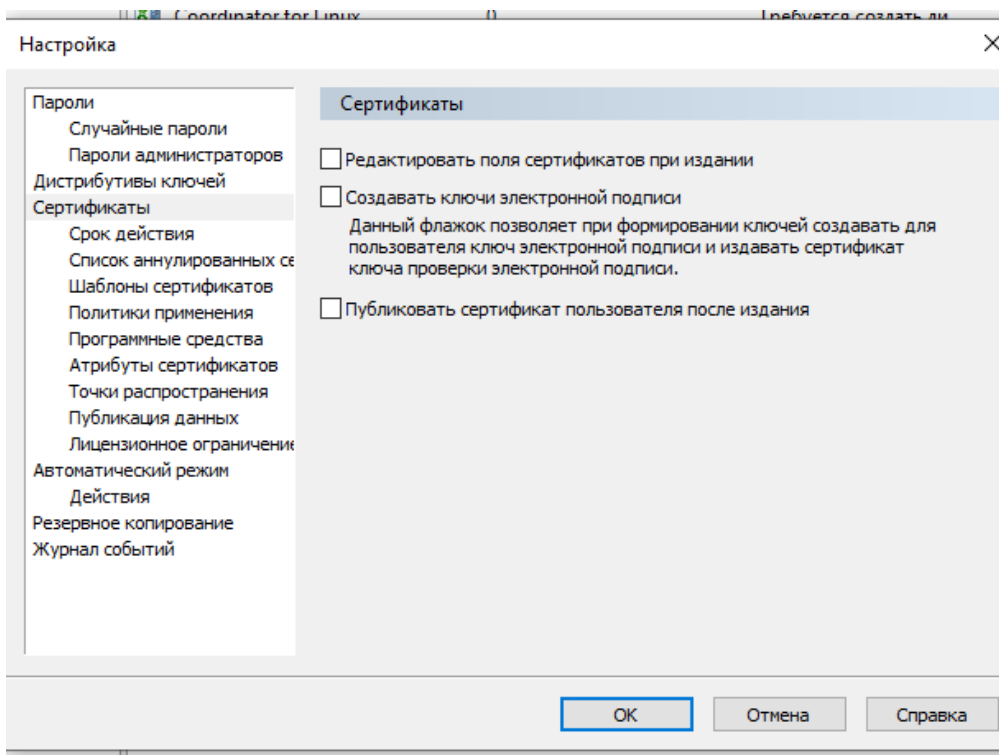 Coordinator for Linux
Требуется создать ди
Настройка
Пароли
Случайные пароли
Пароли администраторов
Дистрибутивы ключей
Сертификаты
Срок действия
Список аннулированных се
Шаблоны сертификатов
Политики применения
Программные средства
Атрибуты сертификатов
Точки распространения
Публикация данных
Лицензионное ограничение
Автоматический режим
Действия
Резервное копирование
Журнал событий
Сертификаты
Редактировать поля сертификатов при издании
Создавать ключи электронной подписи
Данный флажок позволяет при формировании ключей создавать для
пользователя ключ электронной подписи и издавать сертификат
ключа проверки электронной подписи.
Публиковать сертификат пользователя после издания
OK
Отмена
Справка